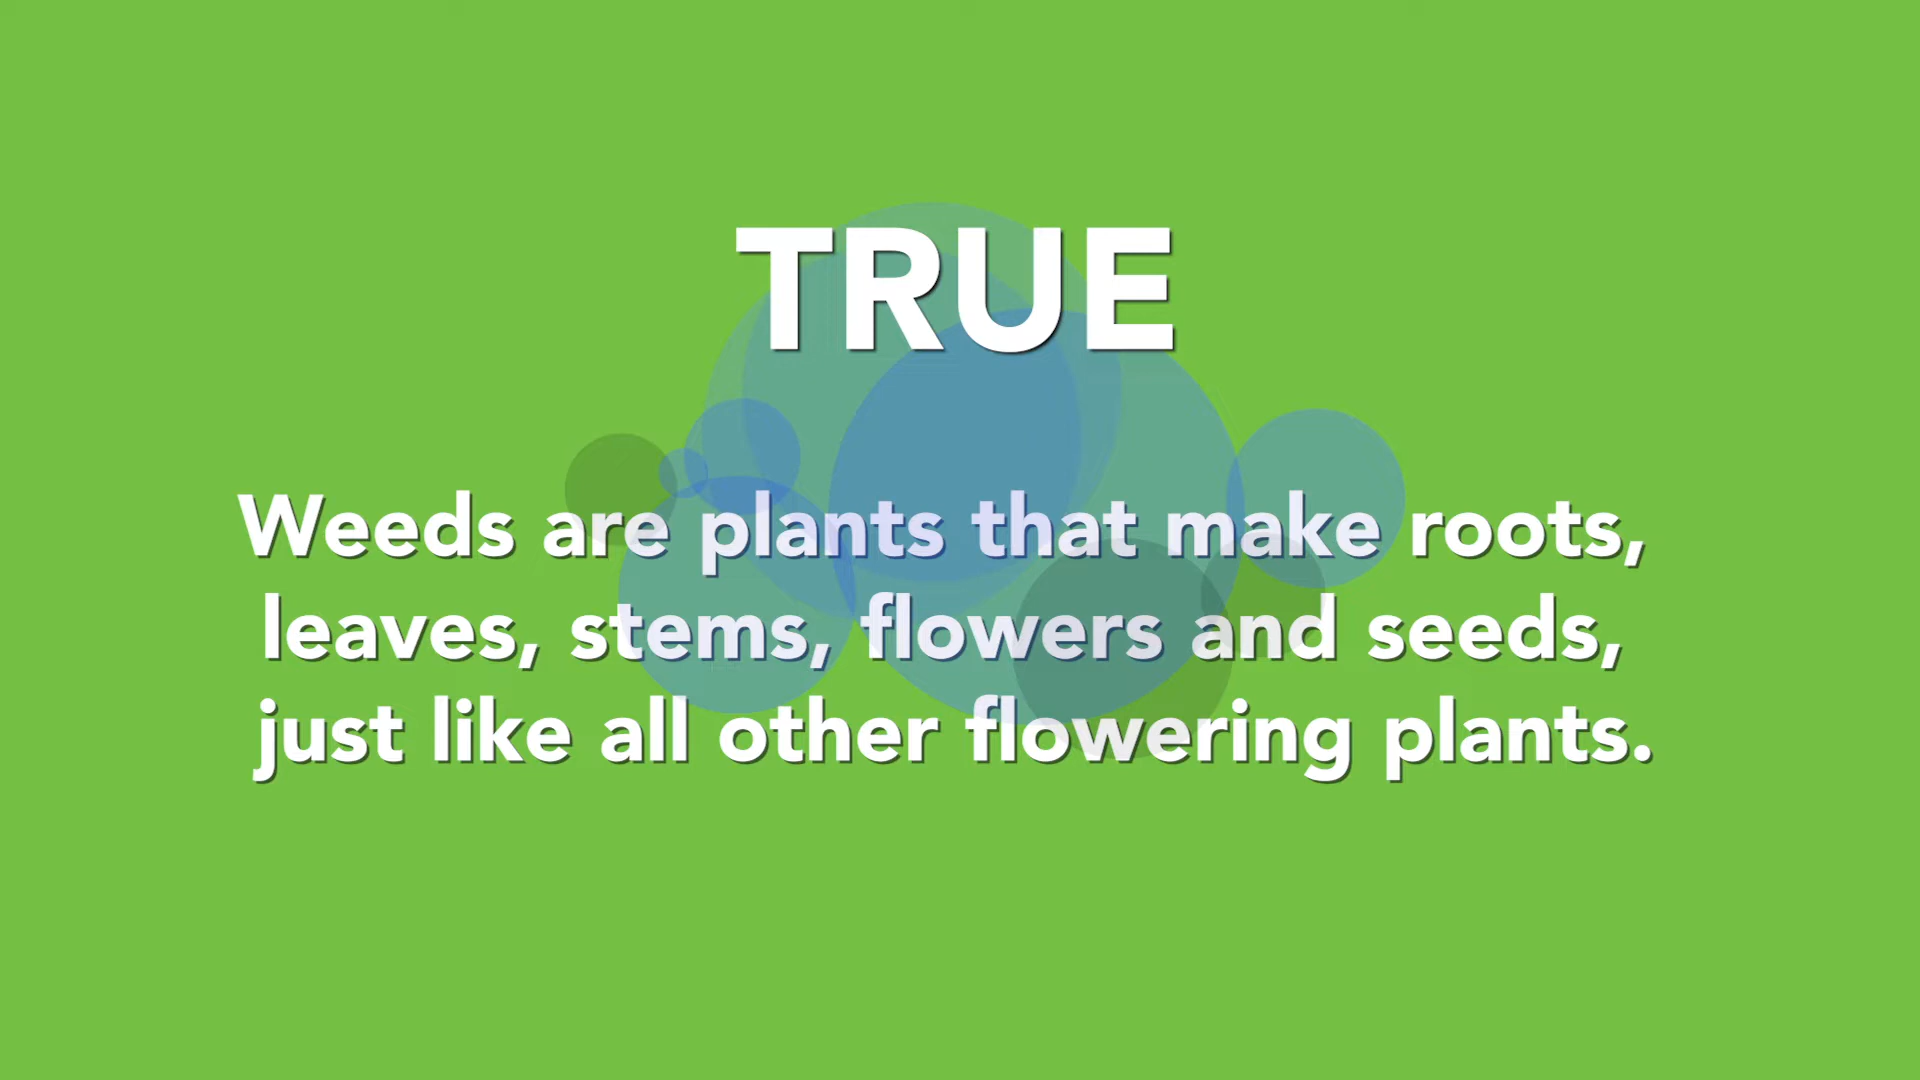 TRUE
Weeds are plants that make roots,
leaves, stems, flowers and seeds,
just like all other flowering plants.